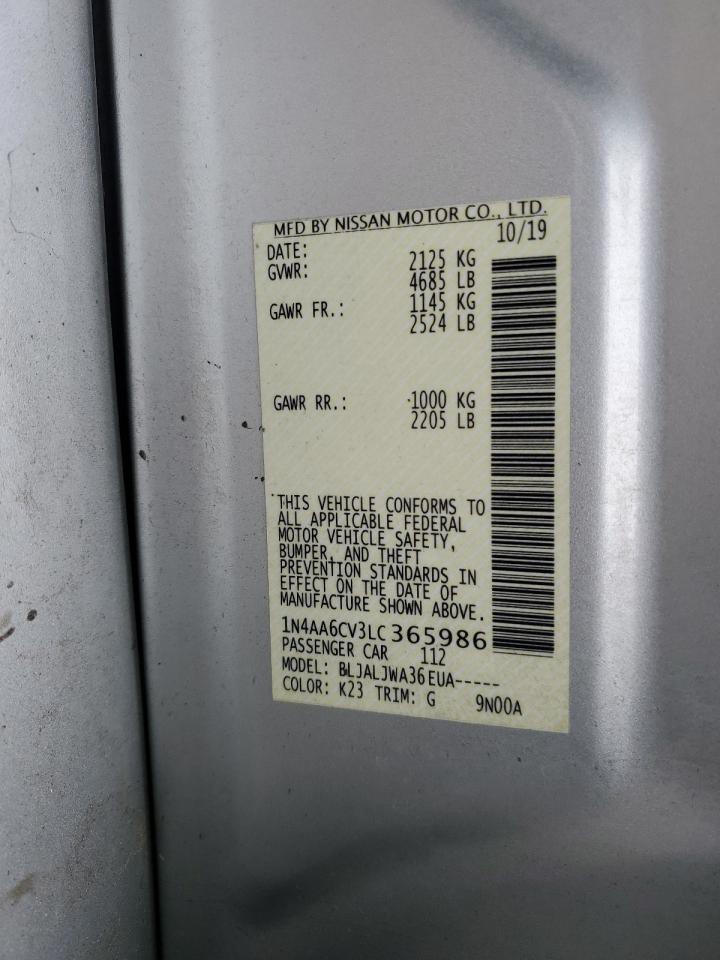 MFD BY NISSAN MOTOR CO., LTD.
DATE: 10/19
GVWR: 2125 KG
4685 LB
GAWR FR.: 1145 KG
2524 LB
GAWR RR.: 1000 KG
2205 LB
THIS VEHICLE CONFORMS TO
ALL APPLICABLE FEDERAL
MOTOR VEHICLE SAFETY,
BUMPER, AND THEFT
PREVENTION STANDARDS IN
EFFECT ON THE DATE OF
MANUFACTURE SHOWN ABOVE.
1N4AA6CV3LC365986
PASSENGER CAR 112
MODEL: BLJALJWA36EUA-----
COLOR: K23 TRIM: G 9N00A